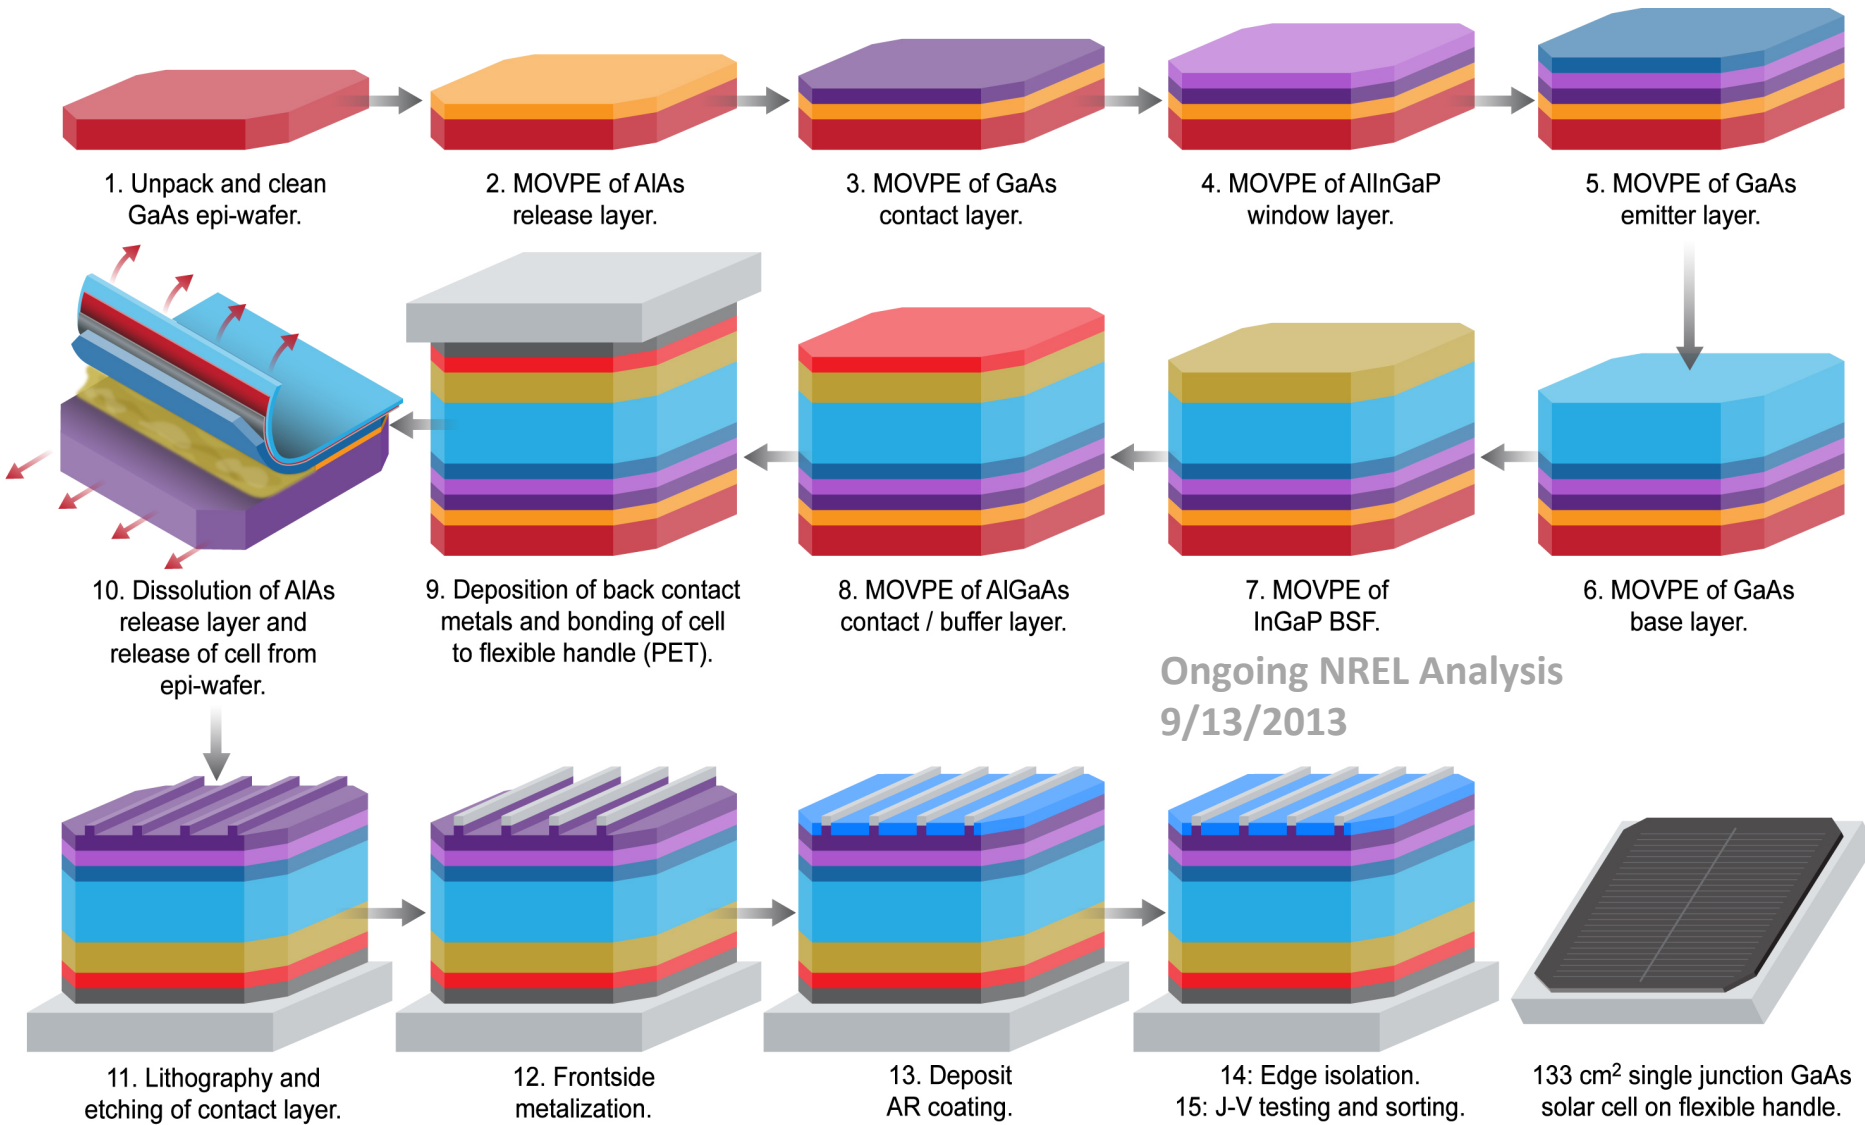 1. Unpack and clean
GaAs epi-wafer.
2. MOVPE of AlAs
release layer.
3. MOVPE of GaAs
contact layer.
4. MOVPE of AlInGaP
window layer.
5. MOVPE of GaAs
emitter layer.
10. Dissolution of AlAs
release layer and
release of cell from
epi-wafer.
9. Deposition of back contact
metals and bonding of cell
to flexible handle (PET).
8. MOVPE of AlGaAs
contact / buffer layer.
7. MOVPE of
InGaP BSF.
6. MOVPE of GaAs
base layer.
Ongoing NREL Analysis
9/13/2013
11. Lithography and
etching of contact layer.
12. Frontside
metalization.
13. Deposit
AR coating.
14: Edge isolation.
15: J-V testing and sorting.
133 cm² single junction GaAs
solar cell on flexible handle.